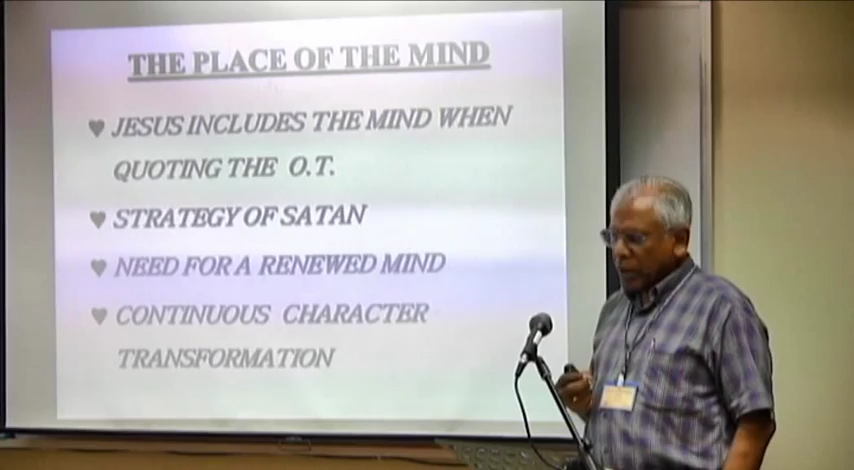 THE PLACE OF THE MIND
JESUS INCLUDES THE MIND WHEN
QUOTING THE O.T.
STRATEGY OF SATAN
NEED FOR A RENEWED MIND
CONTINUOUS CHARACTER
TRANSFORMATION